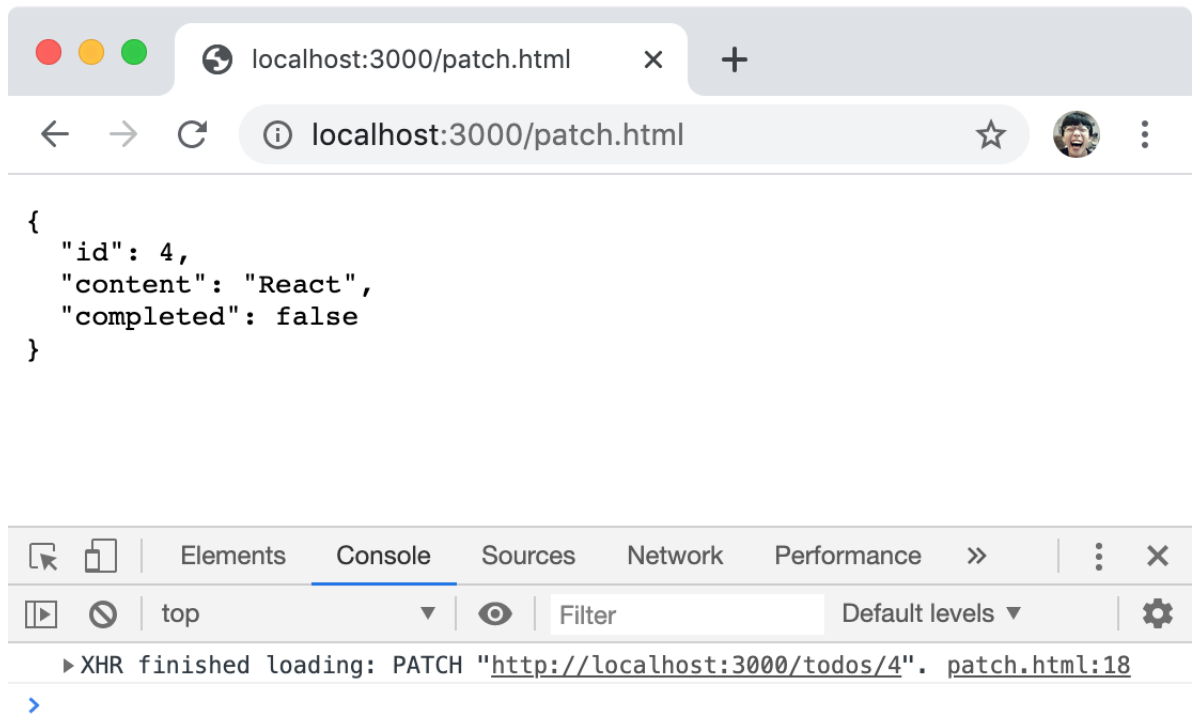 localhost:3000/patch.html
localhost:3000/patch.html
{
  "id": 4,
  "content": "React",
  "completed": false
}
Elements Console Sources Network Performance »
top ▼ Filter Default levels ▼
▶XHR finished loading: PATCH "http://localhost:3000/todos/4". patch.html:18
>